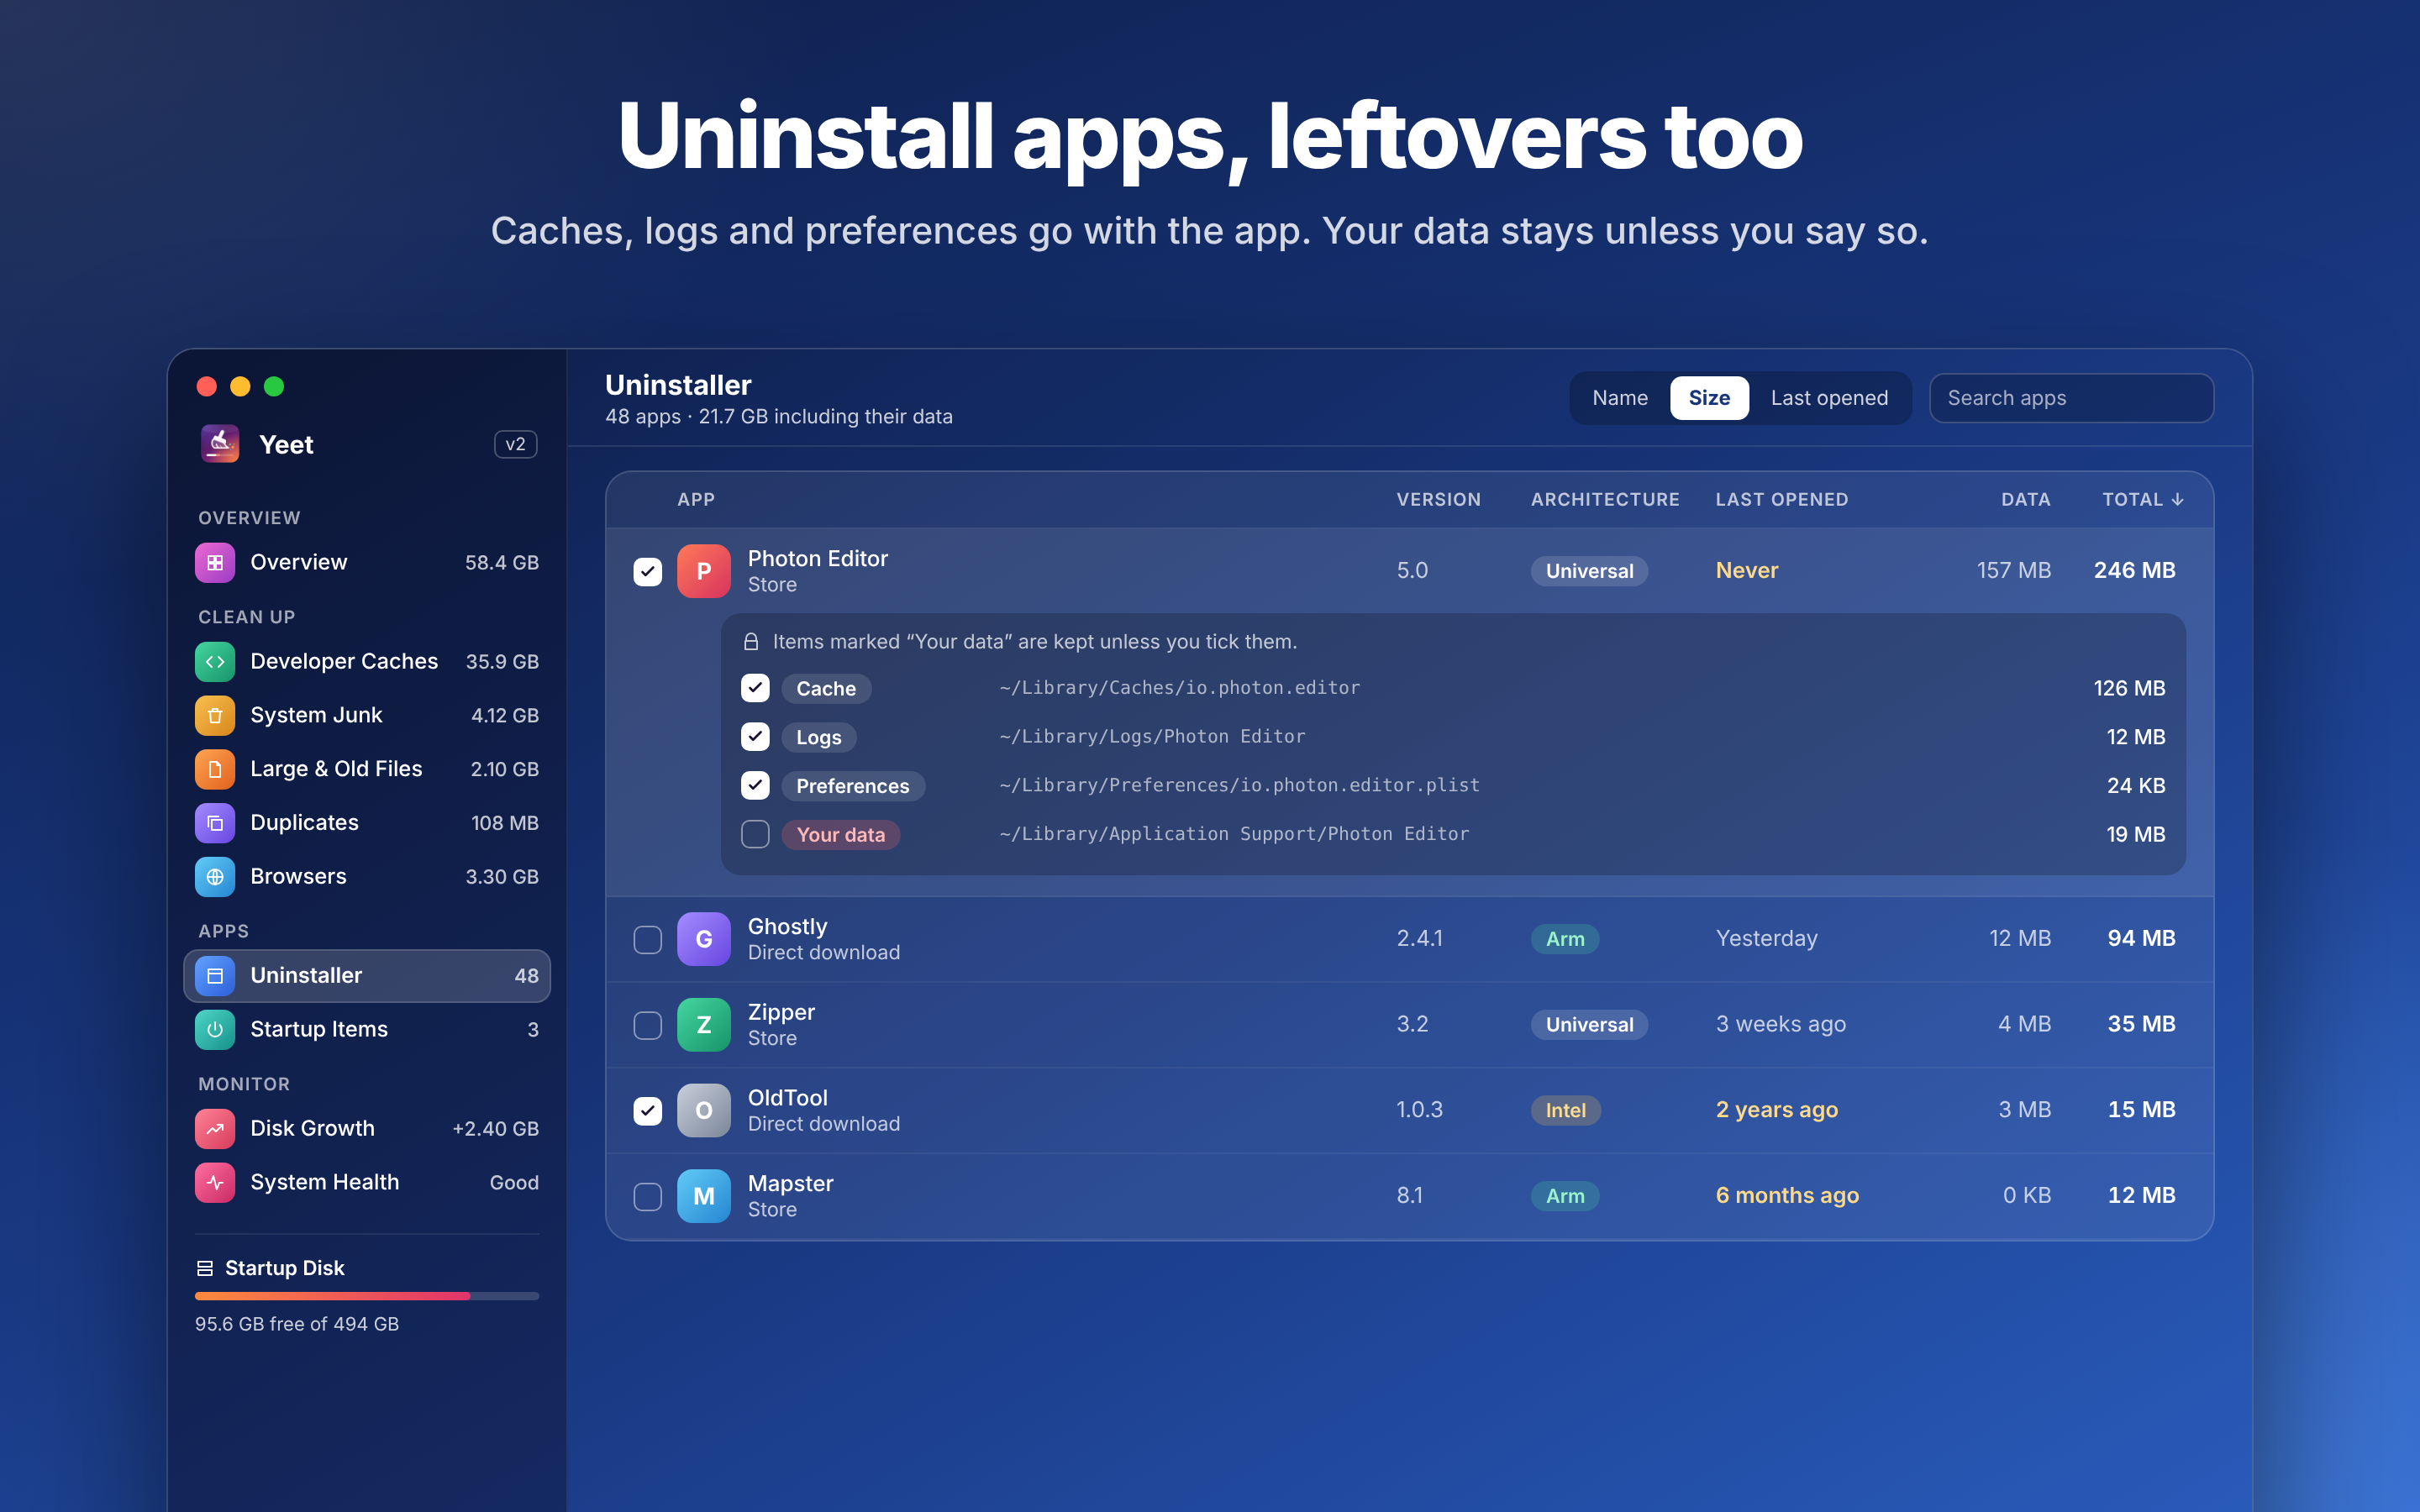 Uninstall apps, leftovers too
Caches, logs and preferences go with the app. Your data stays unless you say so.
Yeet
v2
OVERVIEW
Overview 58.4 GB
CLEAN UP
Developer Caches 35.9 GB
System Junk 4.12 GB
Large & Old Files 2.10 GB
Duplicates 108 MB
Browsers 3.30 GB
APPS
Uninstaller 48
Startup Items 3
MONITOR
Disk Growth +2.40 GB
System Health Good
Startup Disk
95.6 GB free of 494 GB
Uninstaller
48 apps · 21.7 GB including their data
Name Size Last opened
Search apps
APP VERSION ARCHITECTURE LAST OPENED DATA TOTAL ↓
P Photon Editor 5.0 Universal Never 157 MB 246 MB
Store
Items marked “Your data” are kept unless you tick them.
Cache ~/Library/Caches/io.photon.editor 126 MB
Logs ~/Library/Logs/Photon Editor 12 MB
Preferences ~/Library/Preferences/io.photon.editor.plist 24 KB
Your data ~/Library/Application Support/Photon Editor 19 MB
G Ghostly 2.4.1 Arm Yesterday 12 MB 94 MB
Direct download
Z Zipper 3.2 Universal 3 weeks ago 4 MB 35 MB
Store
O OldTool 1.0.3 Intel 2 years ago 3 MB 15 MB
Direct download
M Mapster 8.1 Arm 6 months ago 0 KB 12 MB
Store